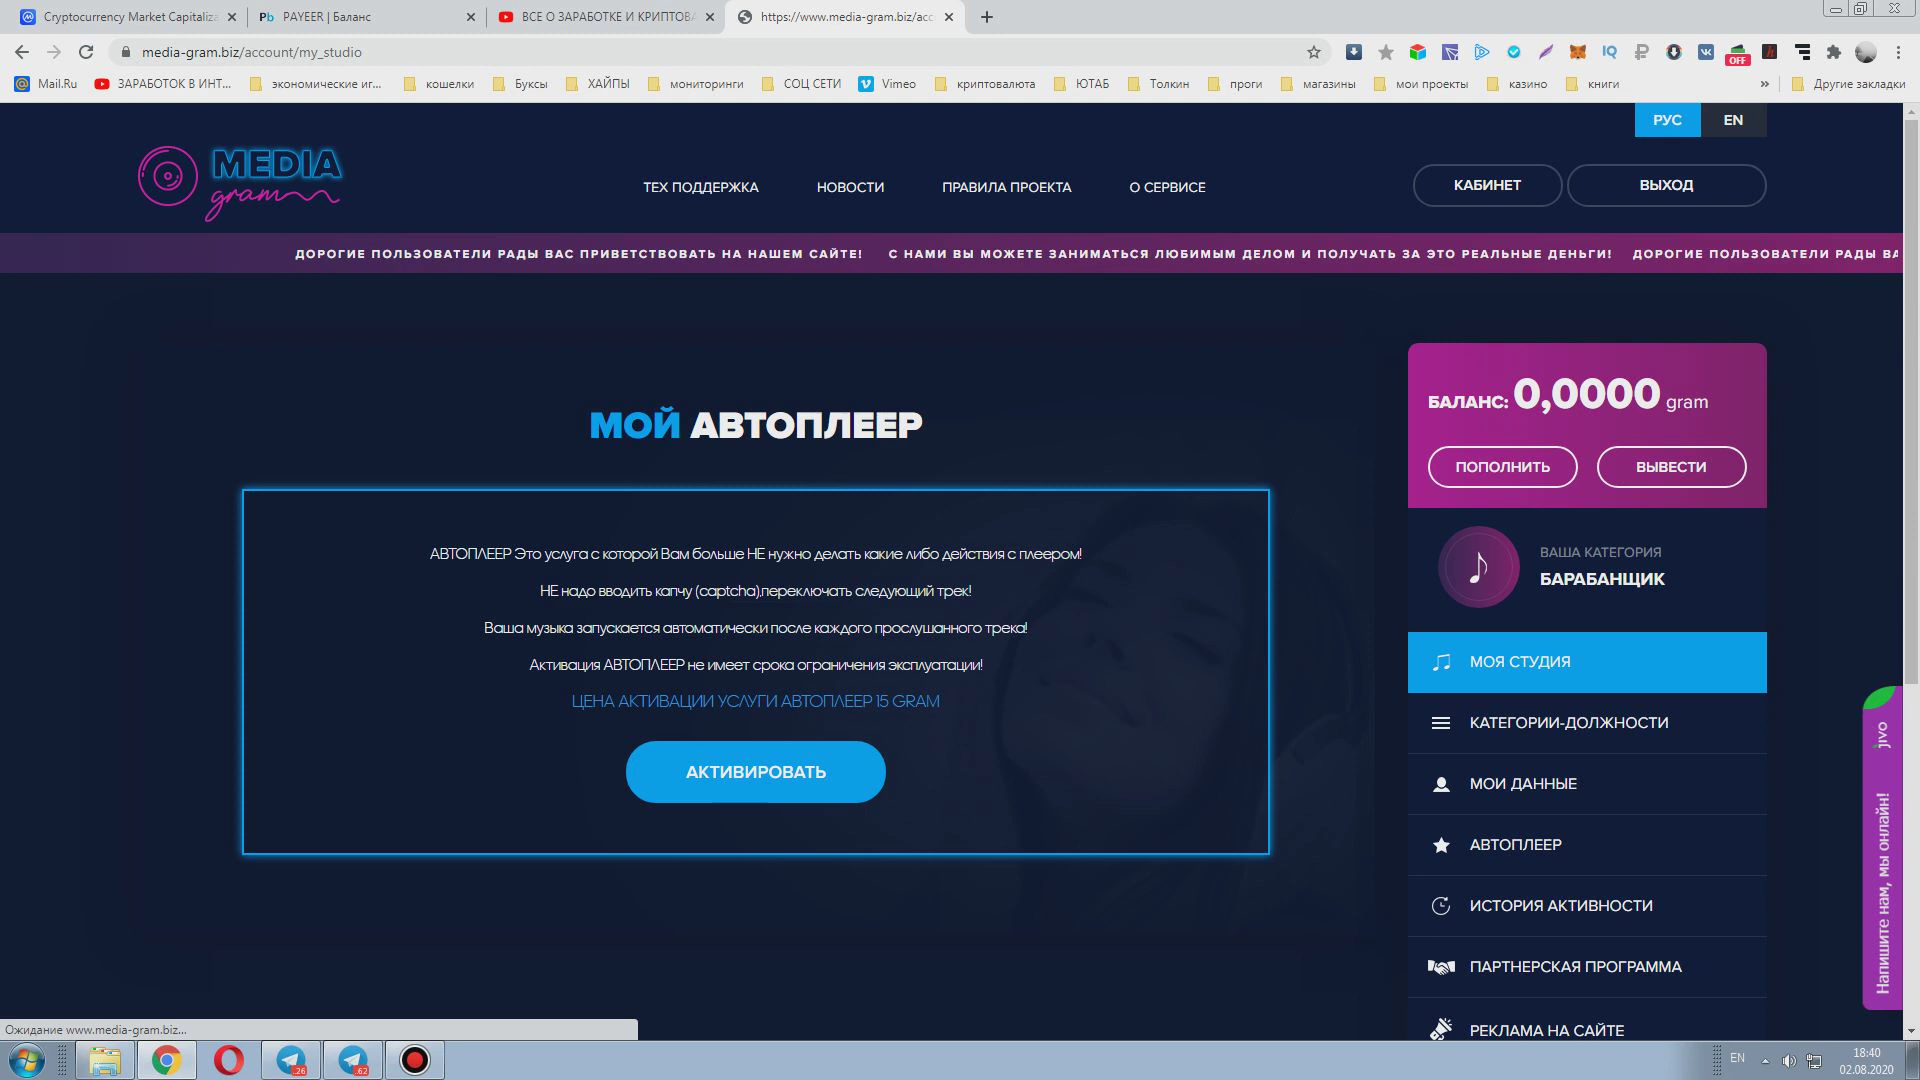 Cryptocurrency Market Capitaliza
PAYEER | Баланс
ВСЕ О ЗАРАБОТКЕ И КРИПТОВА
https://www.media-gram.biz/acc
media-gram.biz/account/my_studio
Mail.Ru
ЗАРАБОТОК В ИНТ...
экономические иг...
кошелки
Буксы
ХАЙПЫ
мониторинги
СОЦ СЕТИ
Vimeo
криптовалюта
ЮТАБ
Толкин
проги
магазины
мои проекты
казино
книги
Другие закладки
OFF
РУС
EN
MEDIA
gram
ТЕХ ПОДДЕРЖКА
НОВОСТИ
ПРАВИЛА ПРОЕКТА
О СЕРВИСЕ
КАБИНЕТ
ВЫХОД
ДОРОГИЕ ПОЛЬЗОВАТЕЛИ РАДЫ ВАС ПРИВЕТСТВОВАТЬ НА НАШЕМ САЙТЕ! С НАМИ ВЫ МОЖЕТЕ ЗАНИМАТЬСЯ ЛЮБИМЫМ ДЕЛОМ И ПОЛУЧАТЬ ЗА ЭТО РЕАЛЬНЫЕ ДЕНЬГИ! ДОРОГИЕ ПОЛЬЗОВАТЕЛИ РАДЫ ВА
МОЙ АВТОПЛЕЕР
АВТОПЛЕЕР Это услуга с которой Вам больше НЕ нужно делать какие либо действия с плеером!
НЕ надо вводить капчу (captcha),переключать следующий трек!
Ваша музыка запускается автоматически после каждого прослушанного трека!
Активация АВТОПЛЕЕР не имеет срока ограничения эксплуатации!
ЦЕНА АКТИВАЦИИ УСЛУГИ АВТОПЛЕЕР 15 GRAM
АКТИВИРОВАТЬ
БАЛАНС: 0,0000 gram
ПОПОЛНИТЬ
ВЫВЕСТИ
ВАША КАТЕГОРИЯ
БАРАБАНЩИК
МОЯ СТУДИЯ
КАТЕГОРИИ-ДОЛЖНОСТИ
МОИ ДАННЫЕ
АВТОПЛЕЕР
ИСТОРИЯ АКТИВНОСТИ
ПАРТНЕРСКАЯ ПРОГРАММА
РЕКЛАМА НА САЙТЕ
Напишите нам, мы онлайн!
jivo
Ожидание www.media-gram.biz...
..26
..62
EN
18:40
02.08.2020